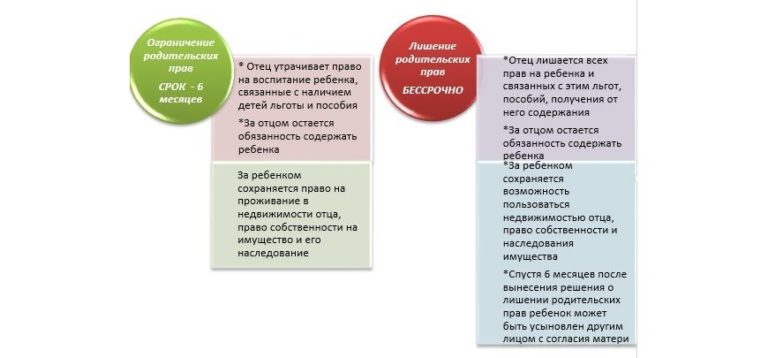 Ограничение
родительских
прав
СРОК - 6
месяцев
* Отец утрачивает право
на воспитание ребенка,
связанные с наличием
детей льготы и пособия
*За отцом остается
обязанность содержать
ребенка
За ребенком
сохраняется право на
проживание в
недвижимости отца,
право собственности на
имущество и его
наследование
Лишение
родительских
прав
БЕССРОЧНО
*Отец лишается всех
прав на ребенка и
связанных с этим льгот,
пособий, получения от
него содержания
*За отцом остается
обязанность содержать
ребенка
*За ребенком
сохраняется
возможность
пользоваться
недвижимостью отца,
право собственности и
наследования
имущества
*Спустя 6 месяцев после
вынесения решения о
лишении родительских
прав ребенок может
быть усыновлен другим
лицом с согласия матери